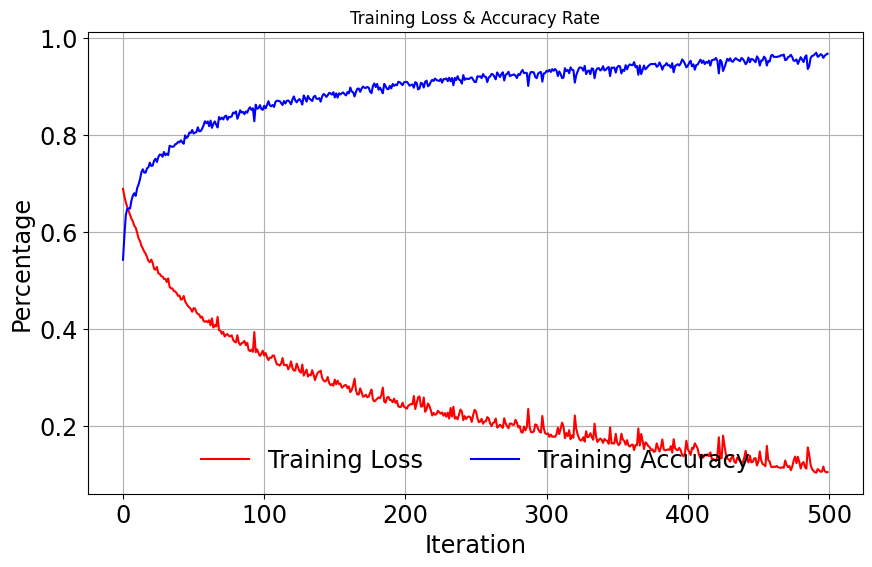 Training Loss & Accuracy Rate
1.0
0.8
0.6
0.4
0.2
Percentage
Training Loss Training Accuracy
0 100 200 300 400 500
Iteration